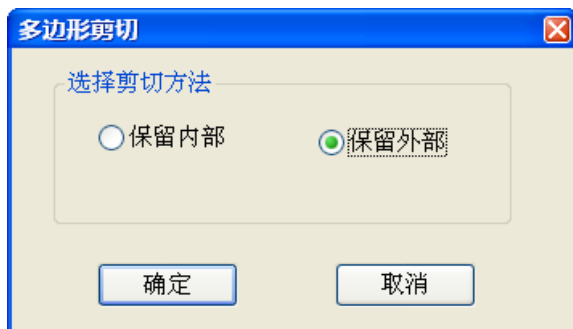 多边形剪切
选择剪切方法
保留内部 保留外部
确定 取消